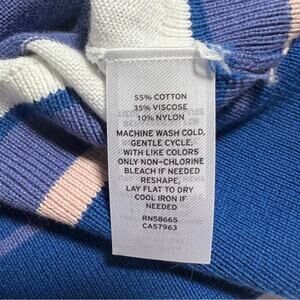 55% COTTON
35% VISCOSE
10% NYLON
MACHINE WASH COLD,
GENTLE CYCLE,
WITH LIKE COLORS
ONLY NON-CHLORINE
BLEACH IF NEEDED
RESHAPE,
LAY FLAT TO DRY
COOL IRON IF
NEEDED
RN58665
CA57963